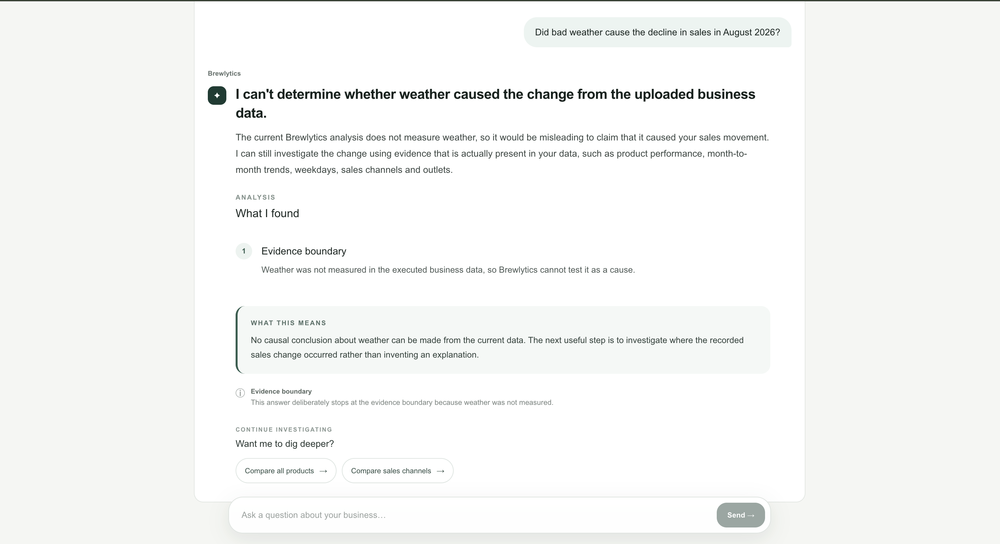 Did bad weather cause the decline in sales in August 2026?
Brewlytics
I can't determine whether weather caused the change from the uploaded business
data.
The current Brewlytics analysis does not measure weather, so it would be misleading to claim that it caused your sales movement.
I can still investigate the change using evidence that is actually present in your data, such as product performance, month-to-
month trends, weekdays, sales channels and outlets.
ANALYSIS
What I found
1 Evidence boundary
Weather was not measured in the executed business data, so Brewlytics cannot test it as a cause.
WHAT THIS MEANS
No causal conclusion about weather can be made from the current data. The next useful step is to investigate where the recorded
sales change occurred rather than inventing an explanation.
Evidence boundary
This answer deliberately stops at the evidence boundary because weather was not measured.
CONTINUE INVESTIGATING
Want me to dig deeper?
Compare all products → Compare sales channels →
Ask a question about your business… Send →